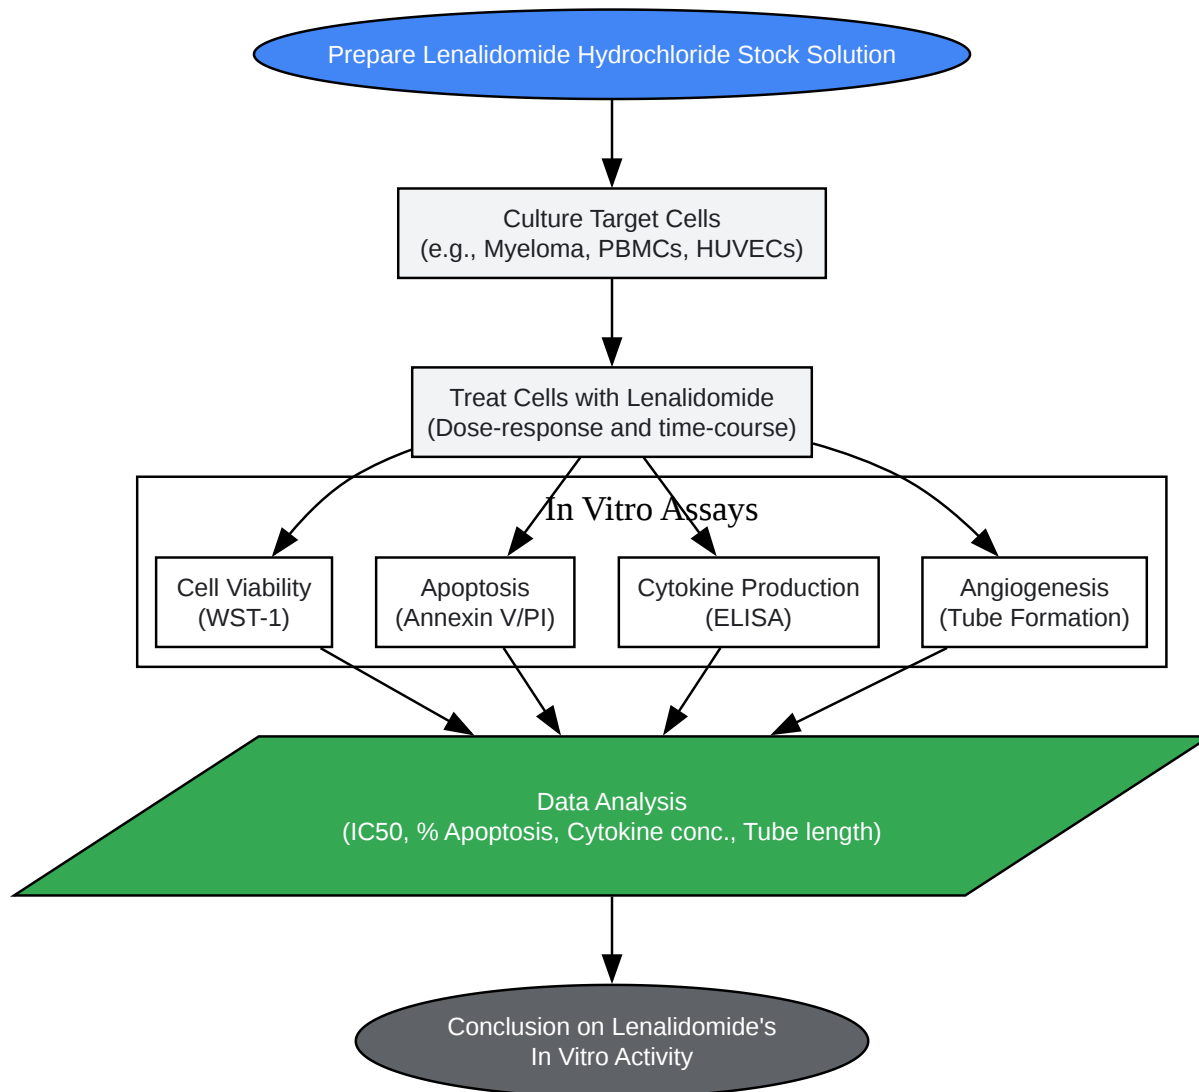 Prepare Lenalidomide Hydrochloride Stock Solution
Culture Target Cells
(e.g., Myeloma, PBMCs, HUVECs)
Treat Cells with Lenalidomide
(Dose-response and time-course)
In Vitro Assays
Cell Viability
(WST-1)
Apoptosis
(Annexin V/PI)
Cytokine Production
(ELISA)
Angiogenesis
(Tube Formation)
Data Analysis
(IC50, % Apoptosis, Cytokine conc., Tube length)
Conclusion on Lenalidomide's
In Vitro Activity